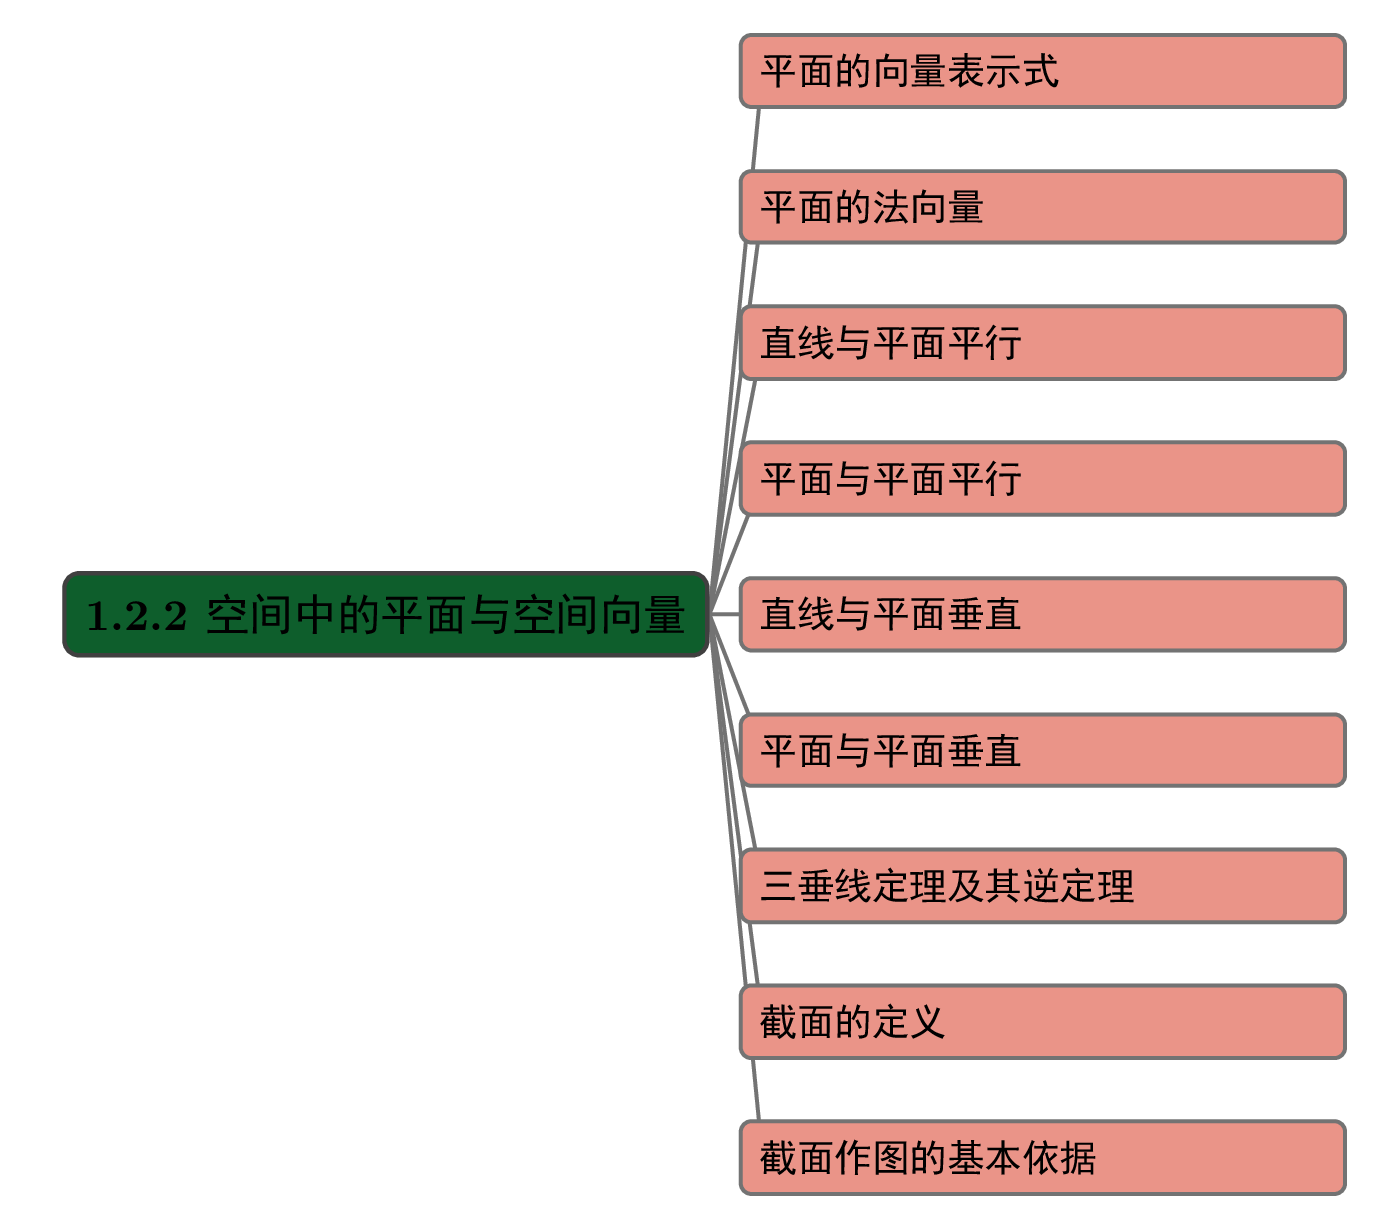 平面的向量表示式
平面的法向量
直线与平面平行
平面与平面平行
1.2.2 空间中的平面与空间向量
直线与平面垂直
平面与平面垂直
三垂线定理及其逆定理
截面的定义
截面作图的基本依据